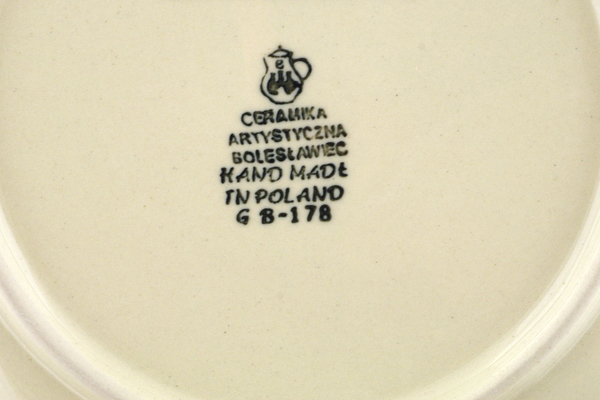 CERAMIKA
ARTYSTYCZNA
BOLESŁAWIEC
HAND MADE
IN POLAND
G B-178